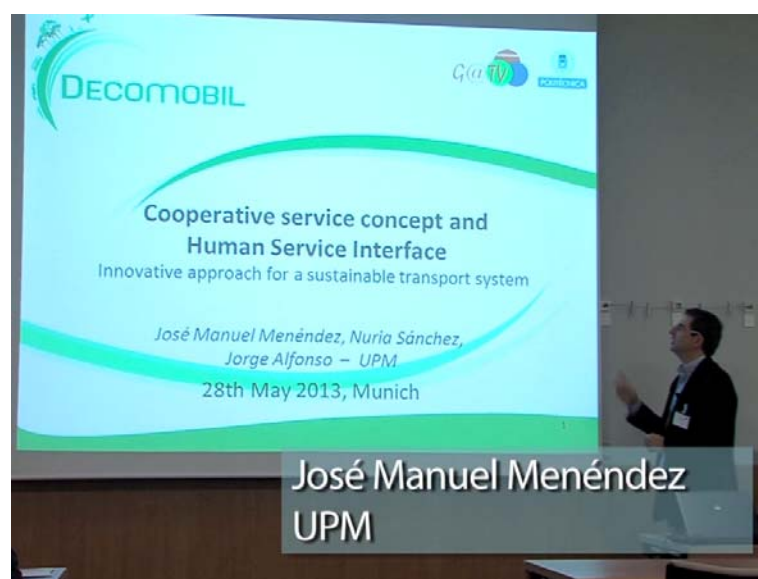 DECOMOBIL
G@TV
POLITÉCNICA
Cooperative service concept and
Human Service Interface
Innovative approach for a sustainable transport system
José Manuel Menéndez, Nuria Sánchez,
Jorge Alfonso – UPM
28th May 2013, Munich
1
José Manuel Menéndez
UPM